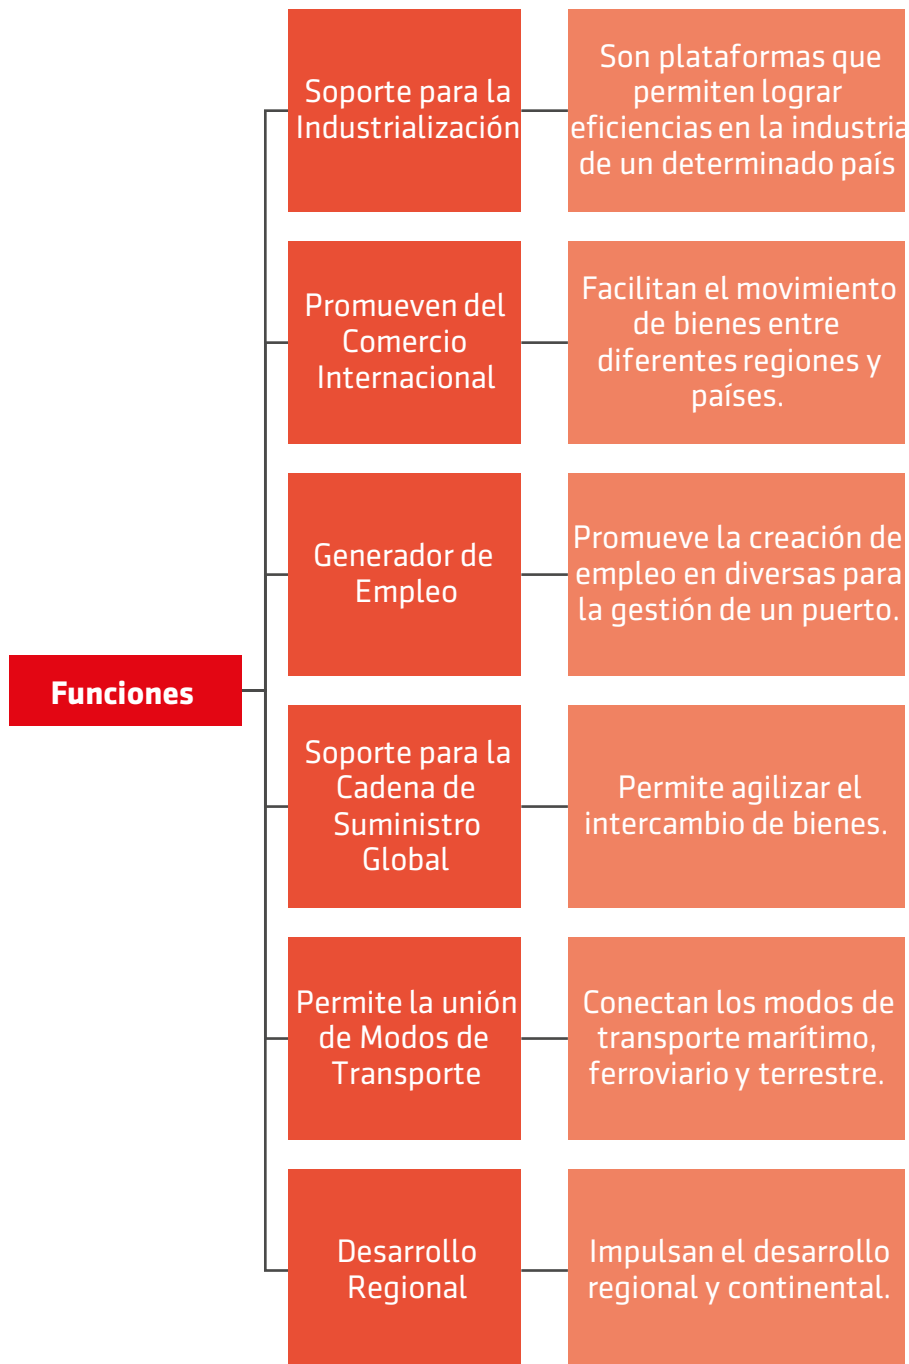 Funciones
Soporte para la
Industrialización
Son plataformas que
permiten lograr
eficiencias en la industria
de un determinado país
Promueven del
Comercio
Internacional
Facilitan el movimiento
de bienes entre
diferentes regiones y
países.
Generador de
Empleo
Promueve la creación de
empleo en diversas para
la gestión de un puerto.
Soporte para la
Cadena de
Suministro
Global
Permite agilizar el
intercambio de bienes.
Permite la unión
de Modos de
Transporte
Conectan los modos de
transporte marítimo,
ferroviario y terrestre.
Desarrollo
Regional
Impulsan el desarrollo
regional y continental.